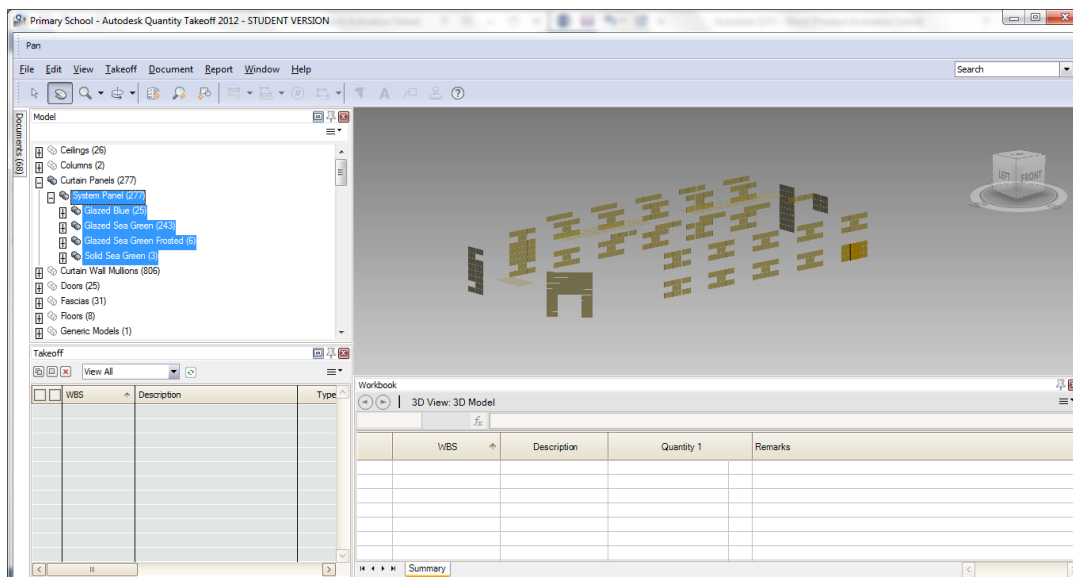 Primary School - Autodesk Quantity Takeoff 2012 - STUDENT VERSION
Pan
File Edit View Takeoff Document Report Window Help
Search
Documents (68)
Model
Ceilings (26)
Columns (2)
Curtain Panels (277)
System Panel (277)
Glazed Blue (25)
Glazed Sea Green (243)
Glazed Sea Green Frosted (6)
Solid Sea Green (3)
Curtain Wall Mullions (806)
Doors (25)
Fascias (31)
Floors (8)
Generic Models (1)
LEFT FRONT
Takeoff
View All
WBS Description Type
Workbook
3D View: 3D Model
fx
WBS Description Quantity 1 Remarks
Summary